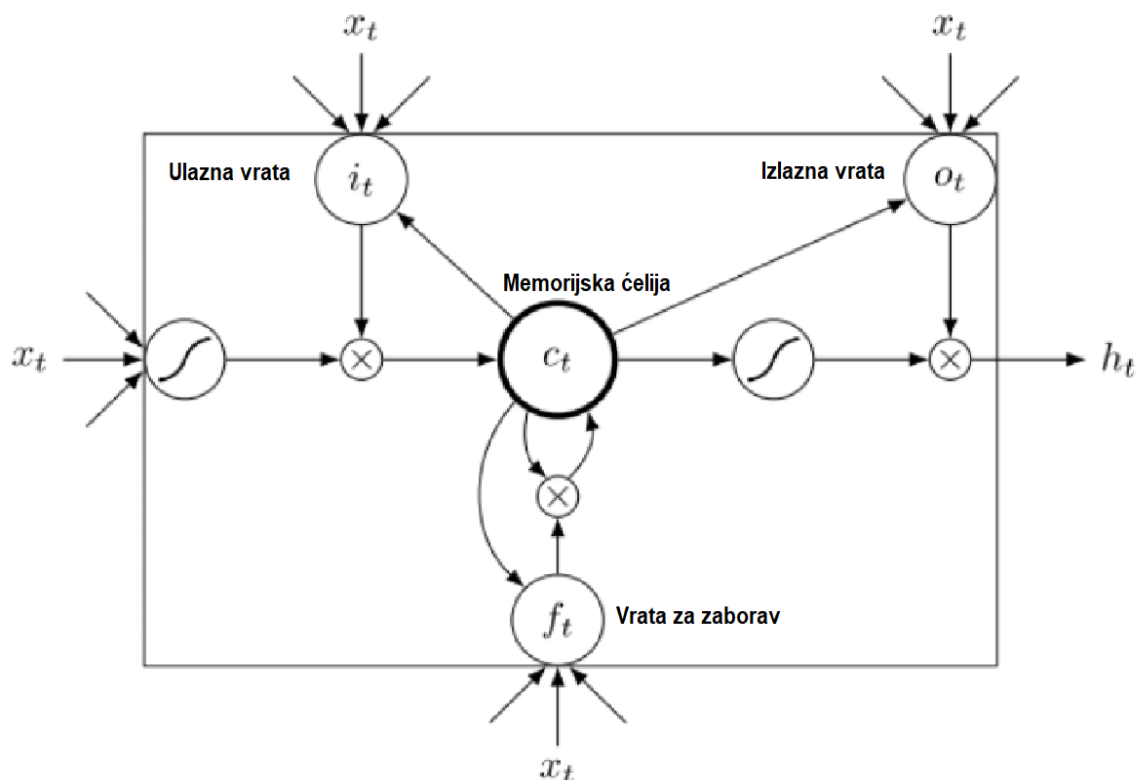 x_t
x_t
Ulazna vrata
i_t
Izlazna vrata
o_t
Memorijska ćelija
x_t
×
c_t
×
h_t
×
f_t
Vrata za zaborav
x_t